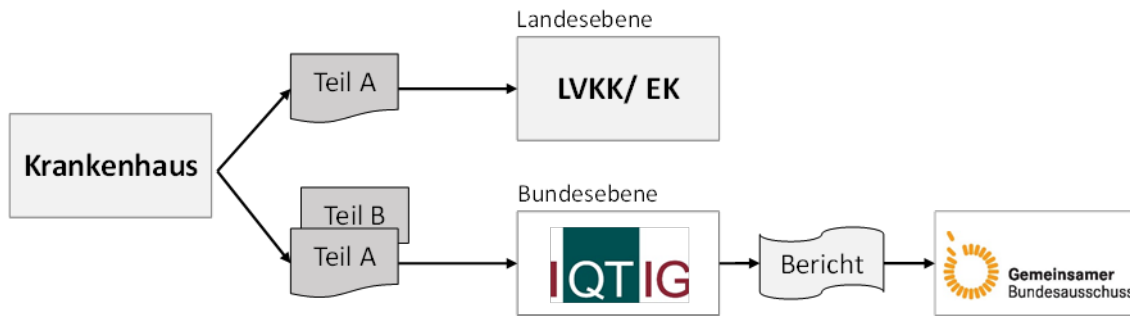 Landesebene
Teil A
LVKK/ EK
Krankenhaus
Bundesebene
Teil B
Teil A
IQTIG
Bericht
Gemeinsamer
Bundesausschuss